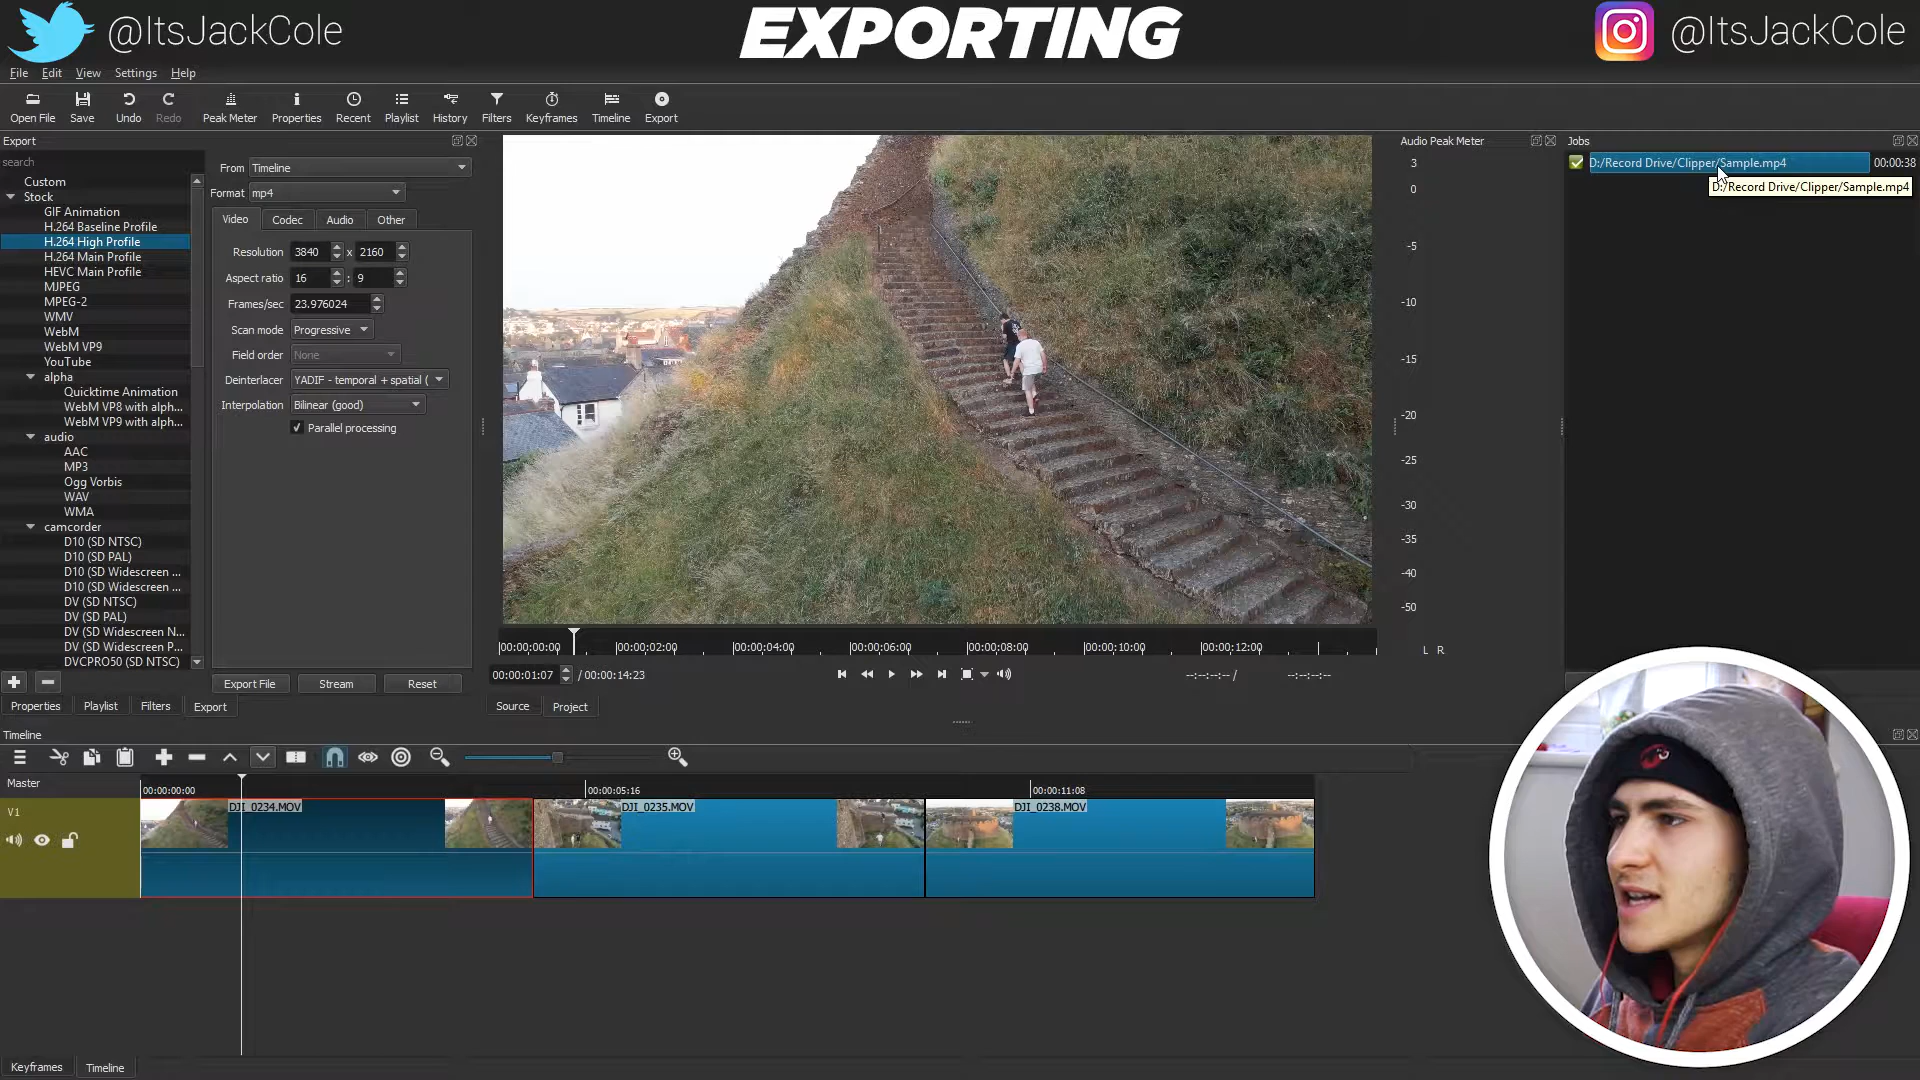 @ItsJackCole
EXPORTING
@ItsJackCole
File Edit View Settings Help
Open File Save Undo Redo Peak Meter Properties Recent Playlist History Filters Keyframes Timeline Export
Export
search
Custom
Stock
GIF Animation
H.264 Baseline Profile
H.264 High Profile
H.264 Main Profile
HEVC Main Profile
MJPEG
MPEG-2
WMV
WebM
WebM VP9
YouTube
alpha
Quicktime Animation
WebM VP8 with alph...
WebM VP9 with alph...
audio
AAC
MP3
Ogg Vorbis
WAV
WMA
camcorder
D10 (SD NTSC)
D10 (SD PAL)
D10 (SD Widescreen ...
D10 (SD Widescreen ...
DV (SD NTSC)
DV (SD PAL)
DV (SD Widescreen N...
DV (SD Widescreen P...
DVCPRO50 (SD NTSC)
From Timeline
Format mp4
Video Codec Audio Other
Resolution 3840 x 2160
Aspect ratio 16 : 9
Frames/sec 23.976024
Scan mode Progressive
Field order None
Deinterlacer YADIF - temporal + spatial (
Interpolation Bilinear (good)
Parallel processing
Export File Stream Reset
Properties Playlist Filters Export
00:00:00:00 00:00:02:00 00:00:04:00 00:00:06:00 00:00:08:00 00:00:10:00 00:00:12:00
00:00:01:07 / 00:00:14:23
--:--:--:-- / --:--:--:--
Source Project
Audio Peak Meter
3
0
-5
-10
-15
-20
-25
-30
-35
-40
-50
L R
Jobs
D:/Record Drive/Clipper/Sample.mp4 00:00:38
D:/Record Drive/Clipper/Sample.mp4
Timeline
Master
00:00:00:00 00:00:05:16 00:00:11:08
V1
DJI_0234.MOV DJI_0235.MOV DJI_0238.MOV
Keyframes Timeline